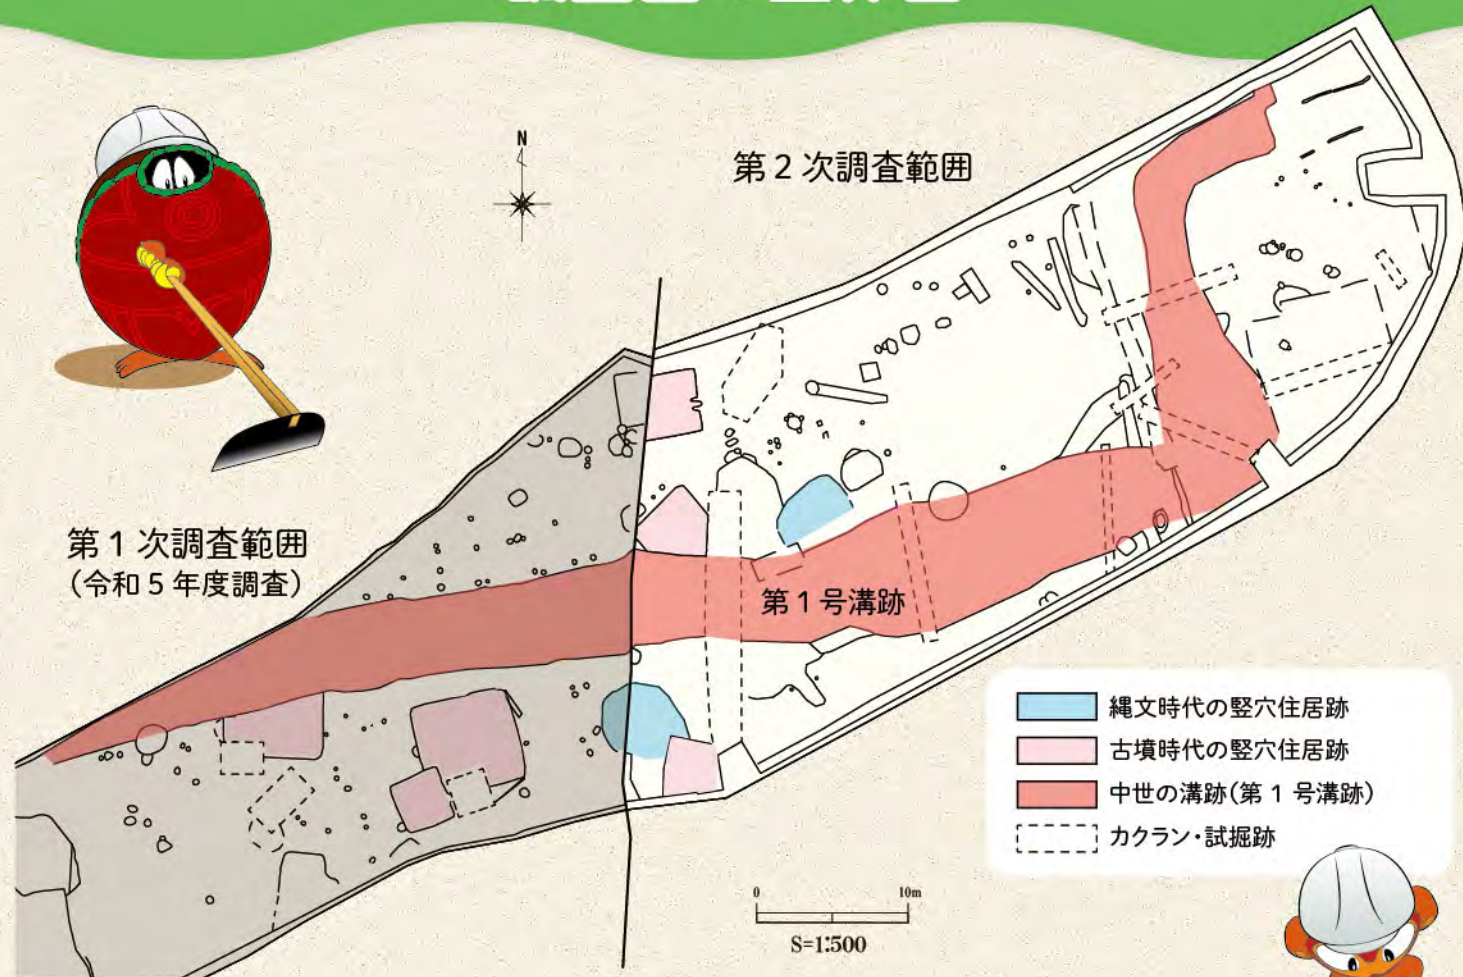 N
第2次調査範囲
第1次調査範囲
(令和5年度調査)
第1号溝跡
縄文時代の竪穴住居跡
古墳時代の竪穴住居跡
中世の溝跡(第1号溝跡)
カクラン・試掘跡
0 10m
S=1:500